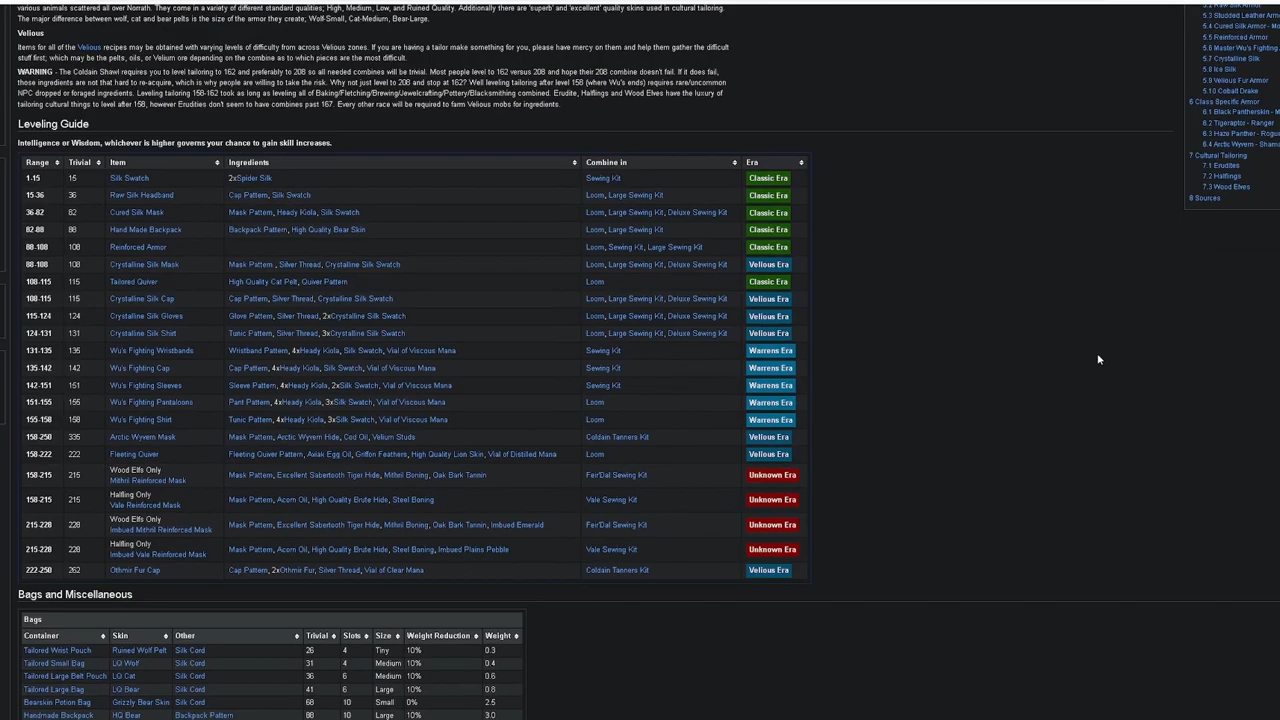 various animals scattered all over Norrath. They come in a variety of different standard qualities; High, Medium, Low, and Ruined Quality. Additionally there are 'superb' and 'excellent' quality skins used in cultural tailoring.
The major difference between wolf, cat and bear pelts is the size of the armor they create; Wolf-Small, Cat-Medium, Bear-Large.
Velious
Items for all of the Velious recipes may be obtained with varying levels of difficulty from across Velious zones. If you are having a tailor make something for you, please have mercy on them and help them gather the difficult
stuff first; which may be the pelts, oils, or Velium ore depending on the combine as to which pieces are the most difficult.
WARNING - The Coldain Shawl requires you to level tailoring to 162 and preferably to 208 so all needed combines will be trivial. Most people level to 162 versus 208 and hope their 208 combine doesn't fail. If it does fail,
those ingredients are not that hard to re-acquire, which is why people are willing to take the risk. Why not just level to 208 and stop at 162? Well leveling tailoring after level 158 (where Wu's ends) requires rare/uncommon
NPC dropped or foraged ingredients. Leveling tailoring 158-162 took as long as leveling all of Baking/Fletching/Brewing/Jewelcrafting/Pottery/Blacksmithing combined. Erudite, Halflings and Wood Elves have the luxury of
tailoring cultural things to level after 158, however Erudities don't seem to have combines past 167. Every other race will be required to farm Velious mobs for ingredients.
Leveling Guide
Intelligence or Wisdom, whichever is higher governs your chance to gain skill increases.
Range Trivial Item Ingredients Combine in Era
1-15 15 Silk Swatch 2xSpider Silk Sewing Kit Classic Era
15-36 36 Raw Silk Headband Cap Pattern, Silk Swatch Loom, Large Sewing Kit Classic Era
36-82 82 Cured Silk Mask Mask Pattern, Heady Kiola, Silk Swatch Loom, Large Sewing Kit, Deluxe Sewing Kit Classic Era
82-88 88 Hand Made Backpack Backpack Pattern, High Quality Bear Skin Loom, Large Sewing Kit, Deluxe Sewing Kit Classic Era
88-108 108 Reinforced Armor Loom, Sewing Kit, Large Sewing Kit Classic Era
88-108 108 Crystalline Silk Mask Mask Pattern , Silver Thread, Crystalline Silk Swatch Loom, Large Sewing Kit, Deluxe Sewing Kit Velious Era
108-115 115 Tailored Quiver High Quality Cat Pelt, Quiver Pattern Loom Classic Era
108-115 115 Crystalline Silk Cap Cap Pattern, Silver Thread, Crystalline Silk Swatch Loom, Large Sewing Kit, Deluxe Sewing Kit Velious Era
115-124 124 Crystalline Silk Gloves Glove Pattern, Silver Thread, 2xCrystalline Silk Swatch Loom, Large Sewing Kit, Deluxe Sewing Kit Velious Era
124-131 131 Crystalline Silk Shirt Tunic Pattern, Silver Thread, 3xCrystalline Silk Swatch Loom, Large Sewing Kit, Deluxe Sewing Kit Velious Era
131-135 135 Wu's Fighting Wristbands Wristband Pattern, 4xHeady Kiola, Silk Swatch, Vial of Viscous Mana Sewing Kit Warrens Era
135-142 142 Wu's Fighting Cap Cap Pattern, 4xHeady Kiola, Silk Swatch, Vial of Viscous Mana Sewing Kit Warrens Era
142-151 151 Wu's Fighting Sleeves Sleeve Pattern, 4xHeady Kiola, 2xSilk Swatch, Vial of Viscous Mana Sewing Kit Warrens Era
151-155 155 Wu's Fighting Pantaloons Pant Pattern, 4xHeady Kiola, 3xSilk Swatch, Vial of Viscous Mana Loom Warrens Era
155-158 158 Wu's Fighting Shirt Tunic Pattern, 4xHeady Kiola, 3xSilk Swatch, Vial of Viscous Mana Loom Warrens Era
158-250 335 Arctic Wyvern Mask Mask Pattern, Arctic Wyvern Hide, Cod Oil, Velium Studs Coldain Tanners Kit Velious Era
158-222 222 Fleeting Quiver Fleeting Quiver Pattern, Aviak Egg Oil, Griffon Feathers, High Quality Lion Skin, Vial of Distilled Mana Loom Velious Era
158-215 215 Wood Elfs Only Mithril Reinforced Mask Mask Pattern, Excellent Sabertooth Tiger Hide, Mithril Boning, Oak Bark Tannin Feir'Dal Sewing Kit Unknown Era
158-215 215 Halfling Only Vale Reinforced Mask Mask Pattern, Acorn Oil, High Quality Brute Hide, Steel Boning Vale Sewing Kit Unknown Era
215-228 228 Wood Elfs Only Imbued Mithril Reinforced Mask Mask Pattern, Excellent Sabertooth Tiger Hide, Mithril Boning, Oak Bark Tannin, Imbued Emerald Feir'Dal Sewing Kit Unknown Era
215-228 228 Halfling Only Imbued Vale Reinforced Mask Mask Pattern, Acorn Oil, High Quality Brute Hide, Steel Boning, Imbued Plains Pebble Vale Sewing Kit Unknown Era
222-250 262 Othmir Fur Cap Cap Pattern, 2xOthmir Fur, Silver Thread, Vial of Clear Mana Coldain Tanners Kit Velious Era
Bags and Miscellaneous
Bags
Container Skin Other Trivial Slots Size Weight Reduction Weight
Tailored Wrist Pouch Ruined Wolf Pelt Silk Cord 26 4 Tiny 10% 0.3
Tailored Small Bag LQ Wolf Silk Cord 31 4 Medium 10% 0.4
Tailored Large Belt Pouch LQ Cat Silk Cord 36 6 Medium 10% 0.6
Tailored Large Bag LQ Bear Silk Cord 41 6 Large 10% 0.8
Bearskin Potion Bag Grizzly Bear Skin Silk Cord 68 10 Small 0% 2.5
Handmade Backpack HQ Bear Backpack Pattern 88 10 Large 10% 3.0
5.3 Studded Leather Armo
5.4 Cured Silk Armor - Mo
5.5 Reinforced Armor
5.6 Master Wu's Fighting
5.7 Crystalline Silk
5.8 Ice Silk
5.9 Velious Fur Armor
5.10 Cobalt Drake
6 Class Specific Armor
6.1 Black Pantherskin - M
6.2 Tigeraptor - Ranger
6.3 Haze Panther - Rogu
6.4 Arctic Wyvern - Sham
7 Cultural Tailoring
7.1 Erudites
7.2 Halflings
7.3 Wood Elves
8 Sources